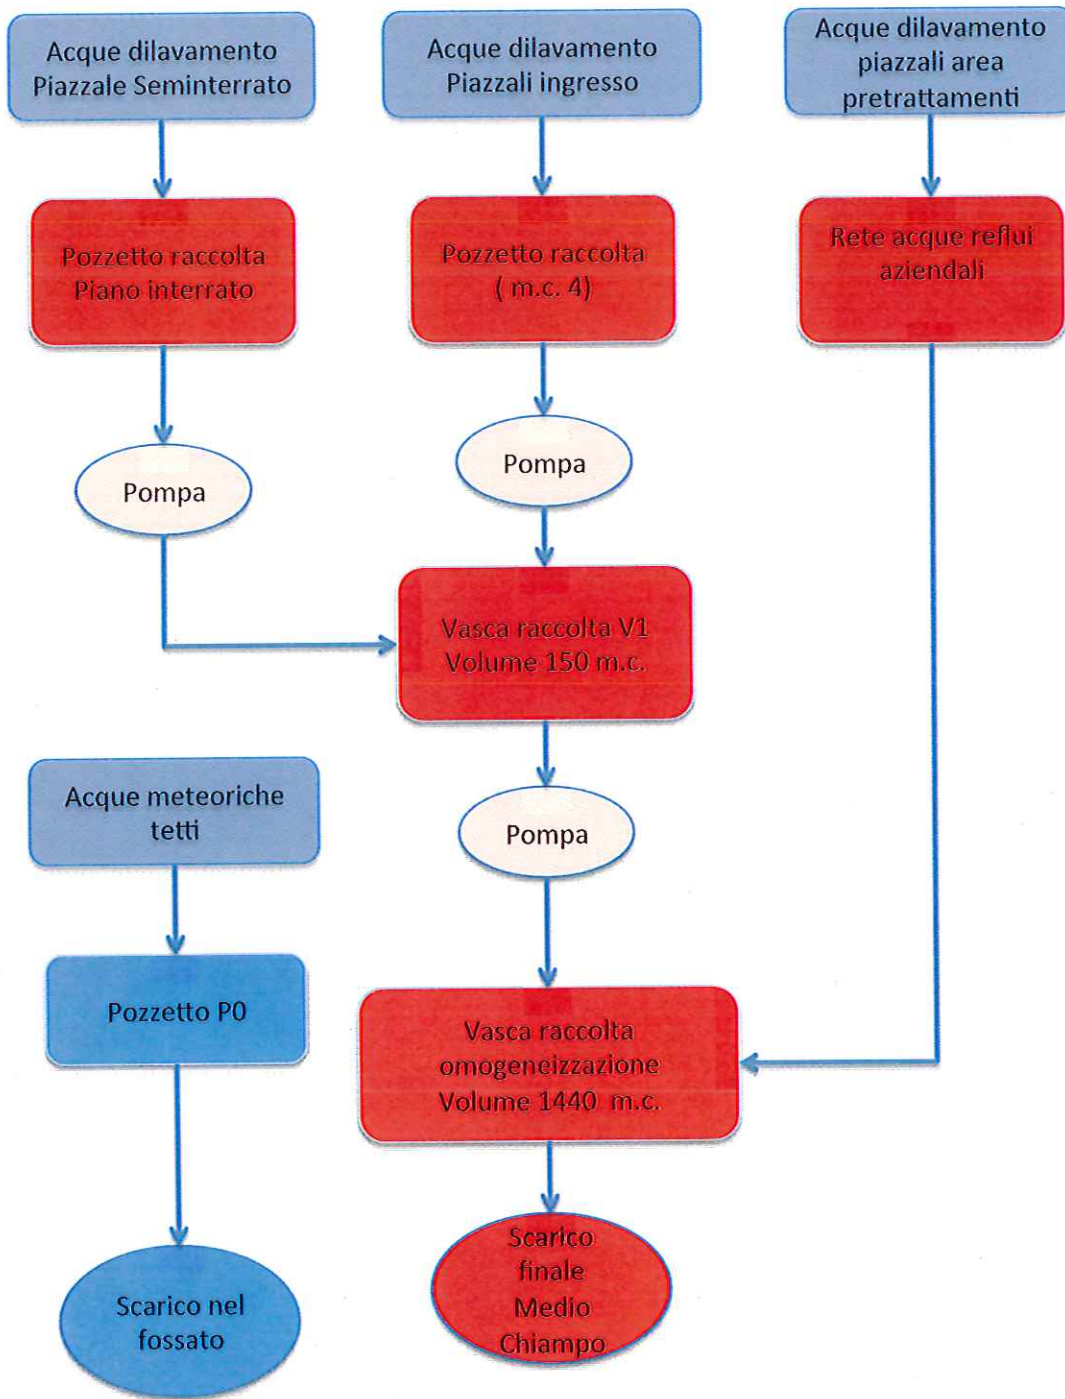 Acque dilavamento
Piazzale Seminterrato
Acque dilavamento
Piazzali ingresso
Acque dilavamento
piazzali area
pretrattamenti
Pozzetto raccolta
Piano interrato
Pozzetto raccolta
( m.c. 4)
Rete acque reflui
aziendali
Pompa
Pompa
Vasca raccolta V1
Volume 150 m.c.
Acque meteoriche
tetti
Pompa
Pozzetto P0
Vasca raccolta
omogeneizzazione
Volume 1440 m.c.
Scarico nel
fossato
Scarico
finale
Medio
Chiampo